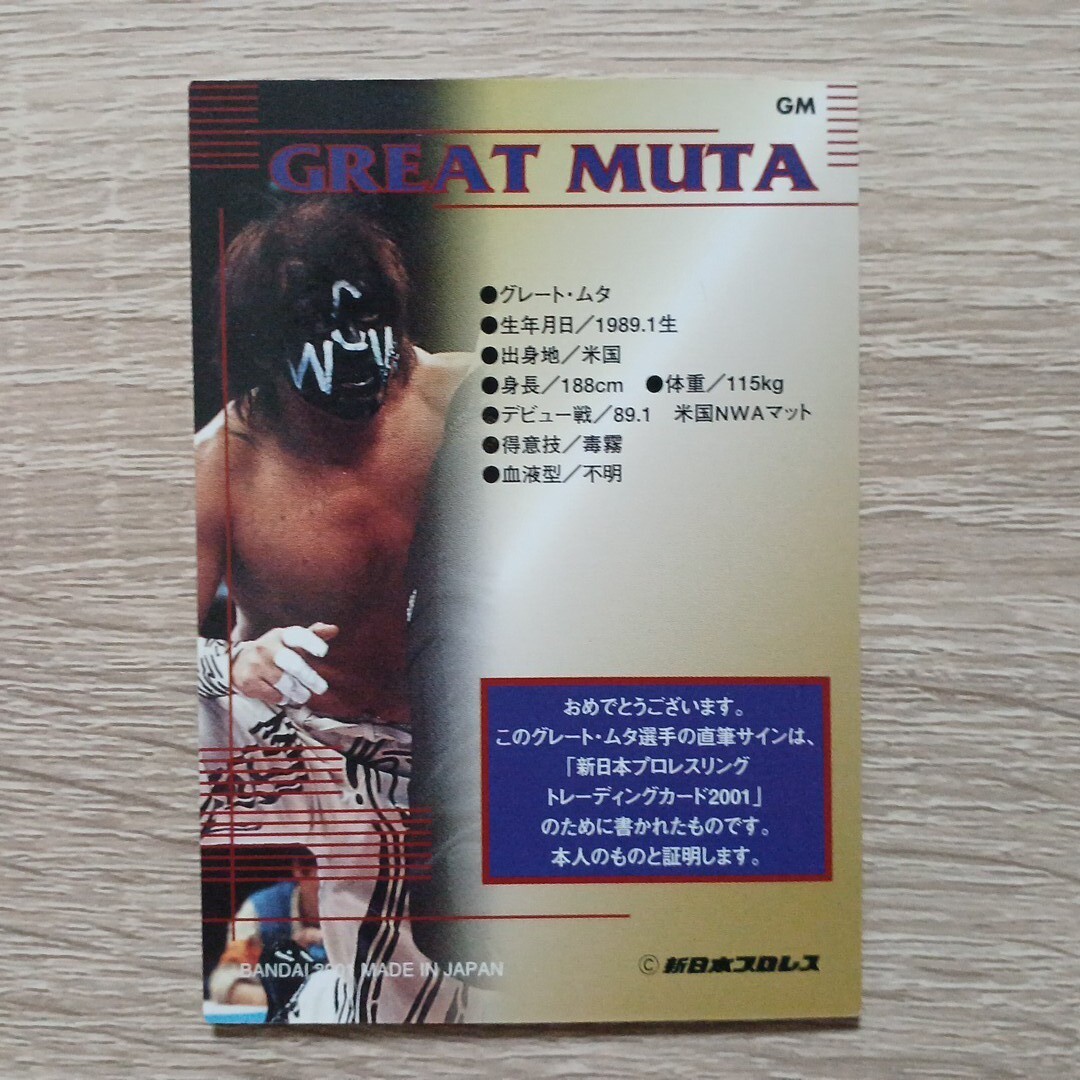 GM
GREAT MUTA
●グレート・ムタ
●生年月日／1989.1生
●出身地／米国
●身長／188cm ●体重／115kg
●デビュー戦／89.1 米国NWAマット
●得意技／毒霧
●血液型／不明
おめでとうございます。
このグレート・ムタ選手の直筆サインは、
「新日本プロレスリング
トレーディングカード2001」
のために書かれたものです。
本人のものと証明します。
BANDAI 2001 MADE IN JAPAN
©新日本プロレス